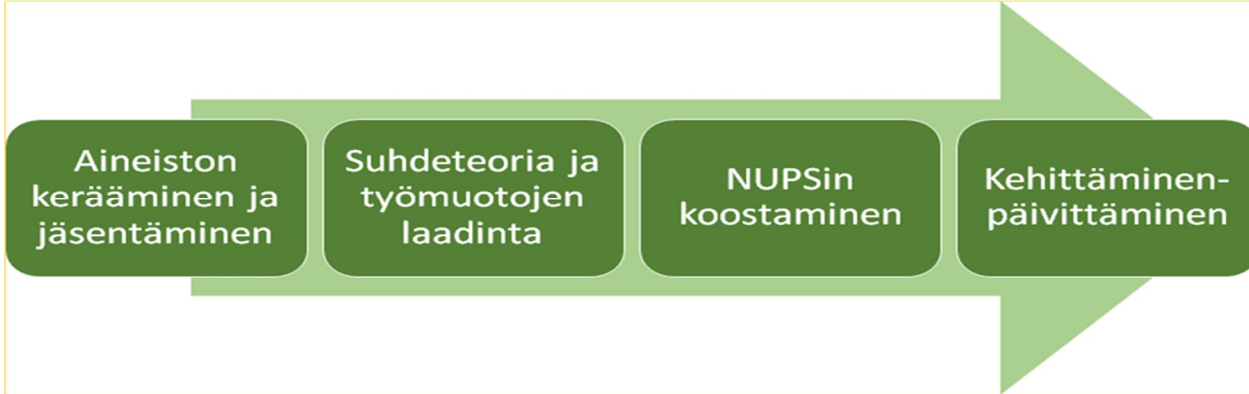 Aineiston
kerääminen ja
jäsentäminen
Suhdeteoria ja
työmuotojen
laadinta
NUPSin
koostaminen
Kehittäminen-
päivittäminen